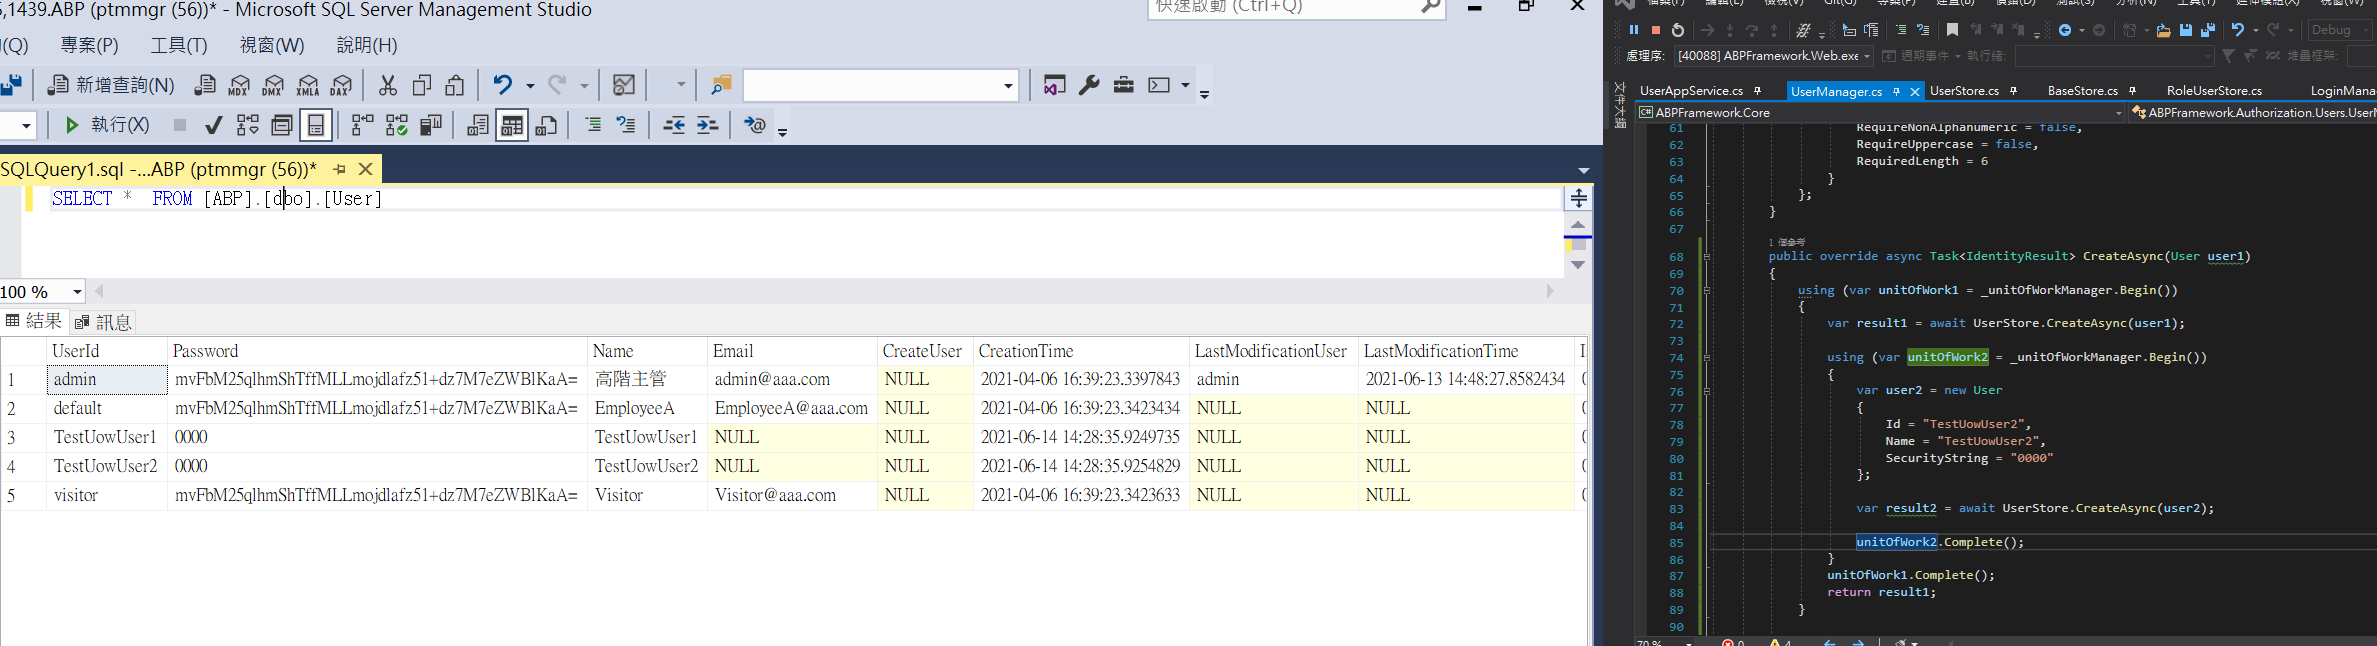 ,1439.ABP (ptmmgr (56))* - Microsoft SQL Server Management Studio
快速啟動 (Ctrl+Q)
(Q) 專案(P) 工具(T) 視窗(W) 說明(H)
新增查詢(N) MDX DMX XMLA DAX
執行(X)
SQLQuery1.sql -...ABP (ptmmgr (56))*
SELECT * FROM [ABP].[dbo].[User]
100 %
結果 訊息
UserId Password Name Email CreateUser CreationTime LastModificationUser LastModificationTime
1 admin mvFbM25qlhmShTffMLLmojdlafz51+dz7M7eZWBlKaA= 高階主管 admin@aaa.com NULL 2021-04-06 16:39:23.3397843 admin 2021-06-13 14:48:27.8582434
2 default mvFbM25qlhmShTffMLLmojdlafz51+dz7M7eZWBlKaA= EmployeeA EmployeeA@aaa.com NULL 2021-04-06 16:39:23.3423434 NULL NULL
3 TestUowUser1 0000 TestUowUser1 NULL NULL 2021-06-14 14:28:35.9249735 NULL NULL
4 TestUowUser2 0000 TestUowUser2 NULL NULL 2021-06-14 14:28:35.9254829 NULL NULL
5 visitor mvFbM25qlhmShTffMLLmojdlafz51+dz7M7eZWBlKaA= Visitor Visitor@aaa.com NULL 2021-04-06 16:39:23.3423633 NULL NULL
Debug
處理序: [40088] ABPFramework.Web.exe 週期事件 執行緒: 堆疊框架:
文件大綱
UserAppService.cs UserManager.cs UserStore.cs BaseStore.cs RoleUserStore.cs LoginMana
ABPFramework.Core ABPFramework.Authorization.Users.User
61 RequireNonAlphanumeric = false,
62 RequireUppercase = false,
63 RequiredLength = 6
64 }
65 };
66 }
67
1 個參考
68 public override async Task<IdentityResult> CreateAsync(User user1)
69 {
70 using (var unitOfWork1 = _unitOfWorkManager.Begin())
71 {
72 var result1 = await UserStore.CreateAsync(user1);
73
74 using (var unitOfWork2 = _unitOfWorkManager.Begin())
75 {
76 var user2 = new User
77 {
78 Id = "TestUowUser2",
79 Name = "TestUowUser2",
80 SecurityString = "0000"
81 };
82
83 var result2 = await UserStore.CreateAsync(user2);
84
85 unitOfWork2.Complete();
86 }
87 unitOfWork1.Complete();
88 return result1;
89 }
90
70 % 0 4